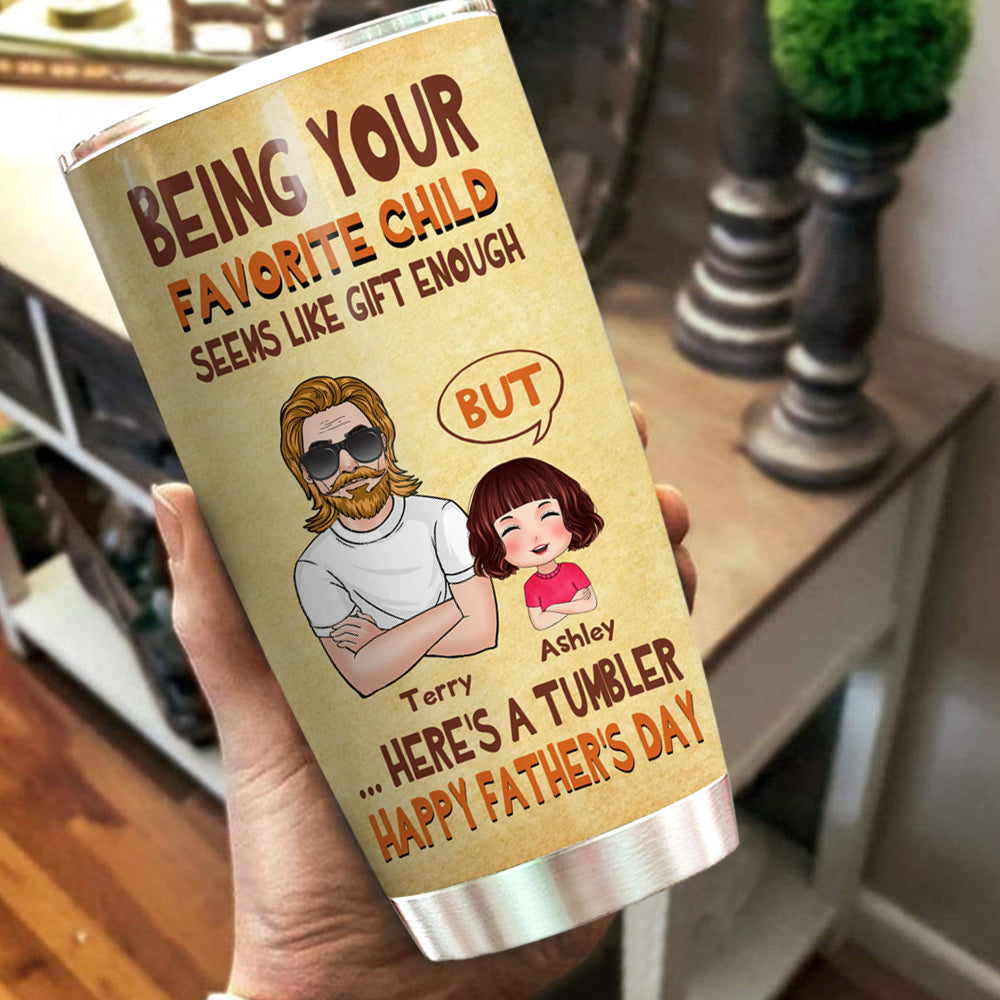 BEING YOUR
FAVORITE CHILD
SEEMS LIKE GIFT ENOUGH
BUT
Ashley
Terry
... HERE'S A TUMBLER
HAPPY FATHER'S DAY